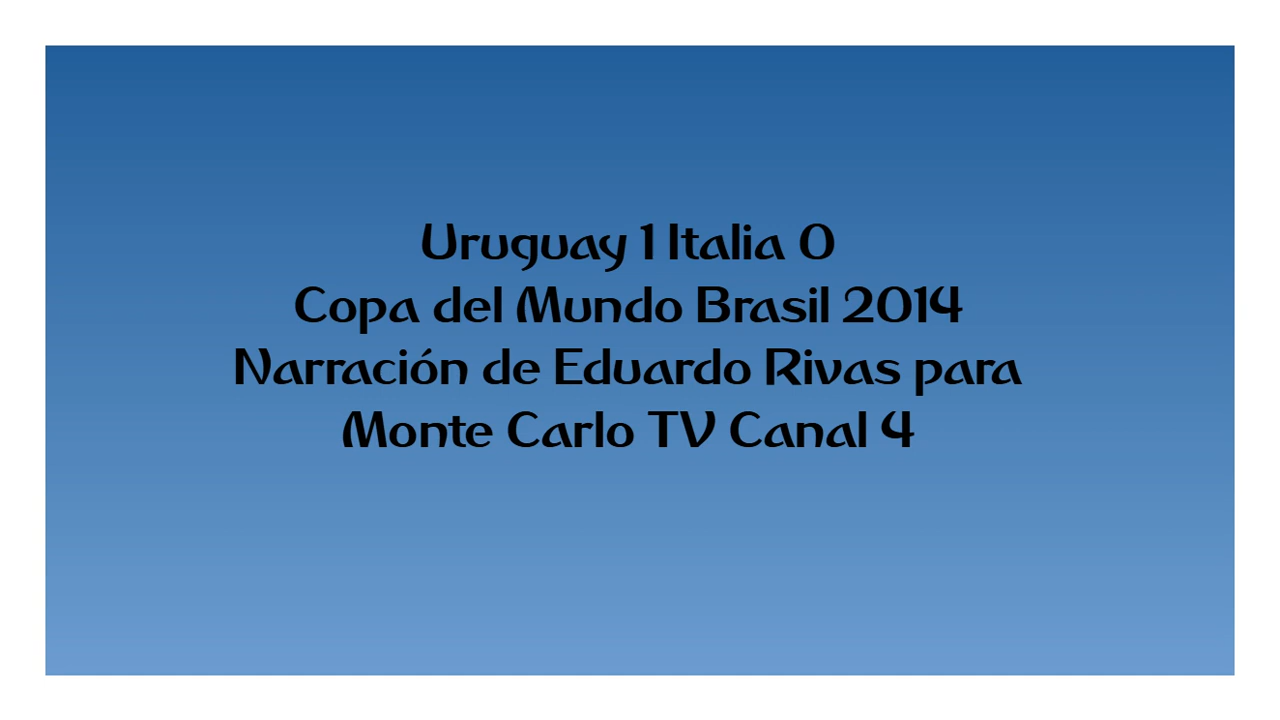 Uruguay 1 Italia 0
Copa del Mundo Brasil 2014
Narración de Eduardo Rivas para
Monte Carlo TV Canal 4